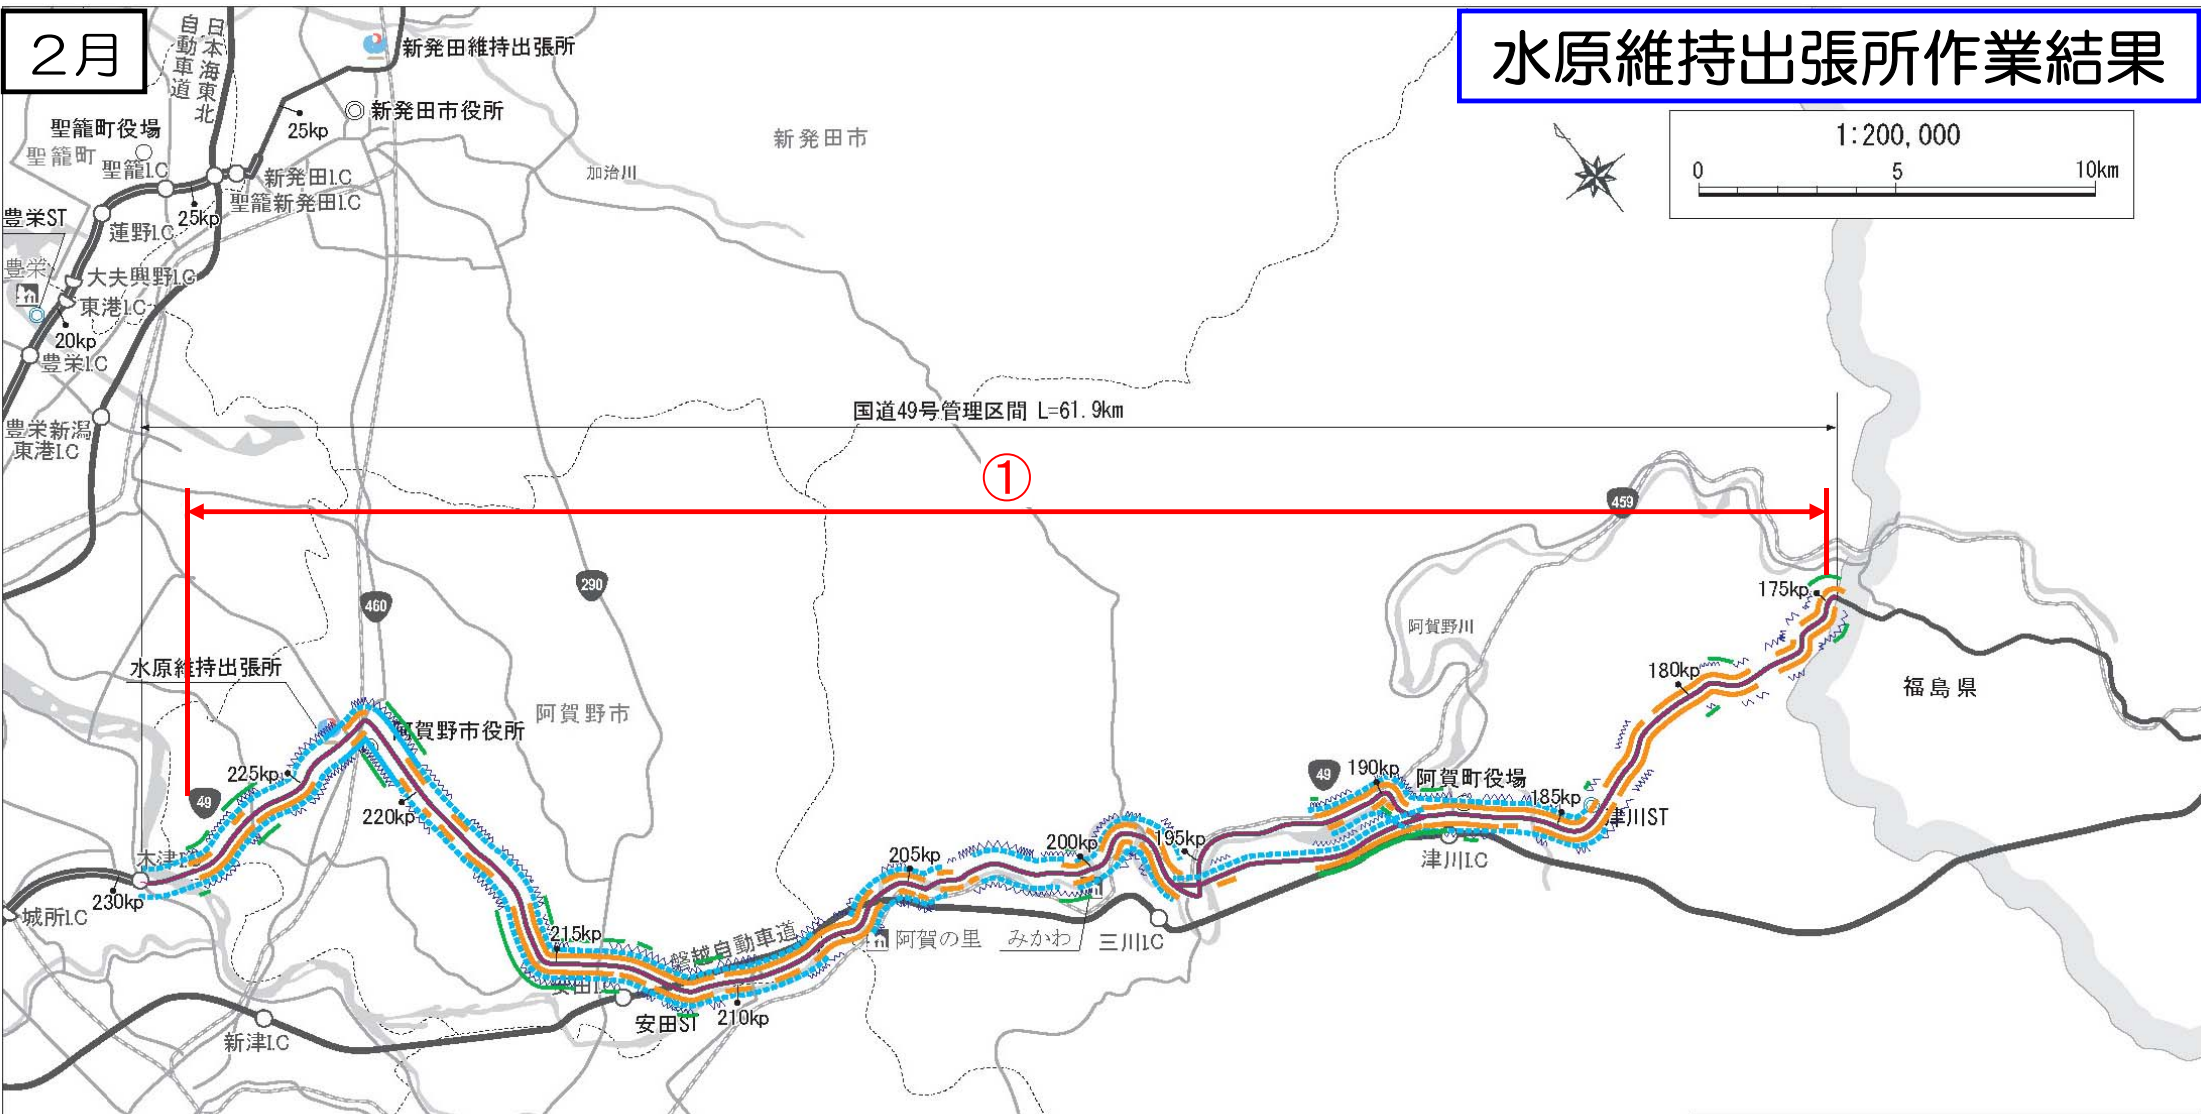 2月
水原維持出張所作業結果
1:200,000
0 5 10km
日本海東北
自動車道
新発田維持出張所
新発田市役所
25kp
新発田市
加治川
聖籠町役場
聖籠町
聖籠I.C
新発田I.C
聖籠新発田I.C
25kp
豊栄ST
蓮野I.C
豊栄
大夫興野I.C
東港I.C
20kp
豊栄I.C
豊栄新潟
東港I.C
国道49号管理区間 L=61.9km
①
459
290
460
175kp
阿賀野川
水原維持出張所
阿賀野市役所
阿賀野市
180kp
福島県
225kp
49
220kp
49
190kp
阿賀町役場
185kp
津川ST
津川I.C
195kp
200kp
205kp
木津I.C
230kp
城所I.C
215kp
磐越自動車道
阿賀の里
みかわ
三川I.C
安田I.C
安田ST
210kp
新津I.C